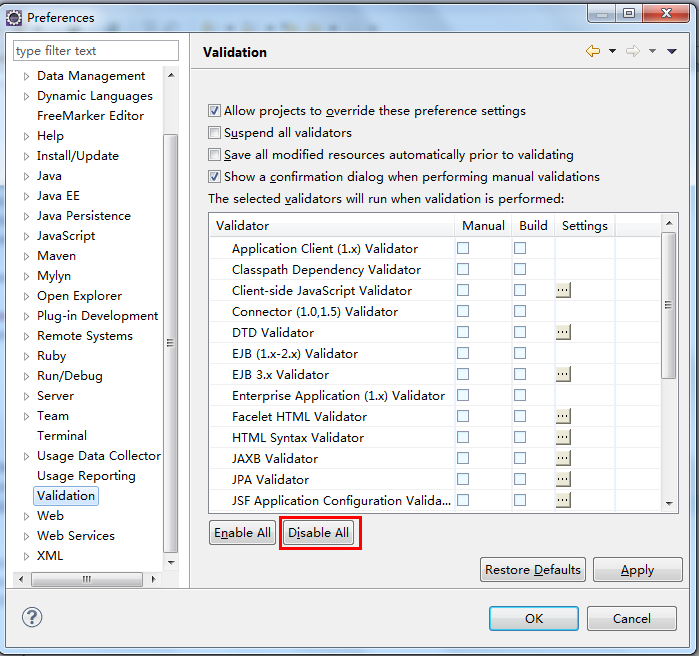 Preferences
type filter text
Data Management
Dynamic Languages
FreeMarker Editor
Help
Install/Update
Java
Java EE
Java Persistence
JavaScript
Maven
Mylyn
Open Explorer
Plug-in Development
Remote Systems
Ruby
Run/Debug
Server
Team
Terminal
Usage Data Collector
Usage Reporting
Validation
Web
Web Services
XML
Validation
Allow projects to override these preference settings
Suspend all validators
Save all modified resources automatically prior to validating
Show a confirmation dialog when performing manual validations
The selected validators will run when validation is performed:
Validator Manual Build Settings
Application Client (1.x) Validator
Classpath Dependency Validator
Client-side JavaScript Validator ...
Connector (1.0,1.5) Validator
DTD Validator ...
EJB (1.x-2.x) Validator
EJB 3.x Validator ...
Enterprise Application (1.x) Validator
Facelet HTML Validator ...
HTML Syntax Validator ...
JAXB Validator ...
JPA Validator ...
JSF Application Configuration Valida... ...
Enable All Disable All
Restore Defaults Apply
? OK Cancel